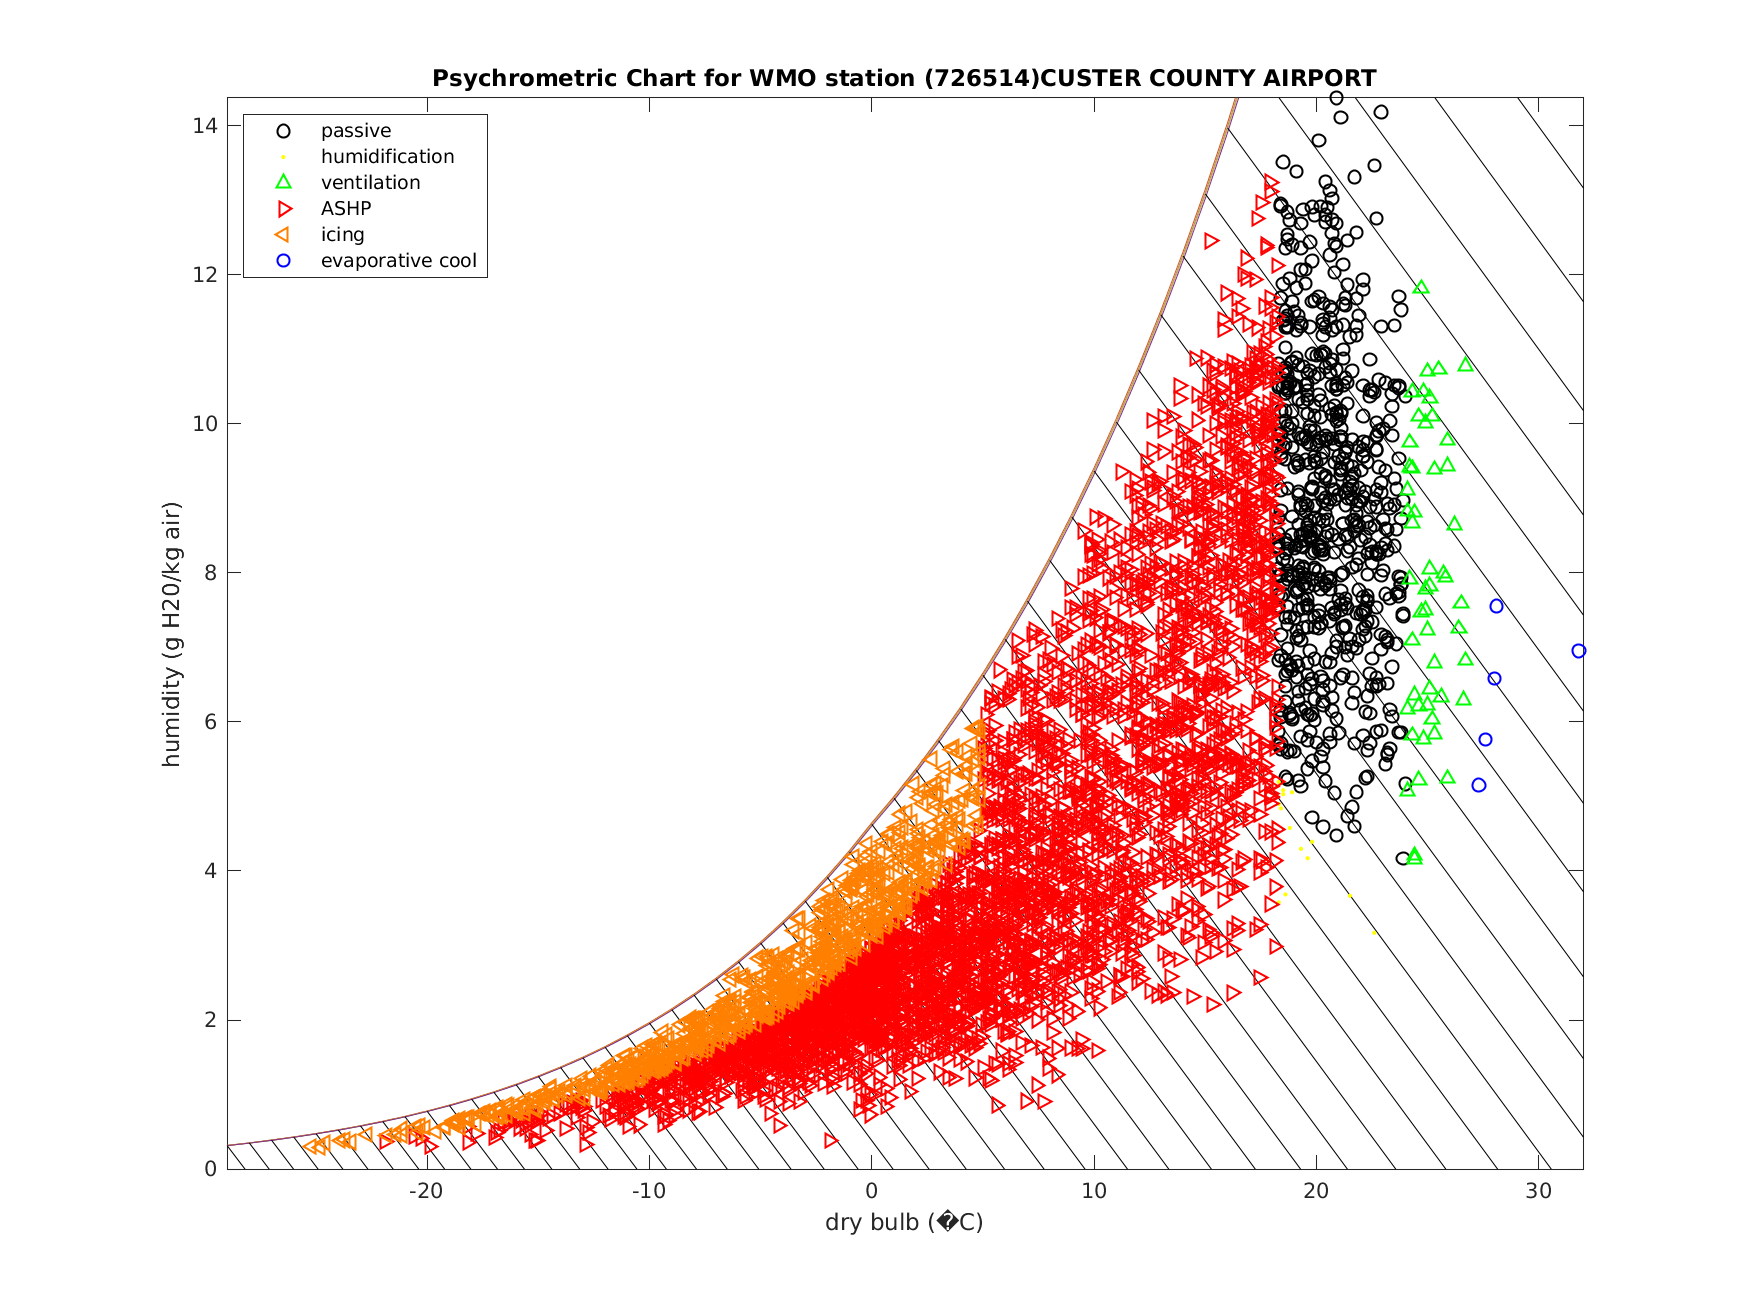 Psychrometric Chart for WMO station (726514)CUSTER COUNTY AIRPORT
passive
humidification
ventilation
ASHP
icing
evaporative cool
14
12
10
8
6
4
2
0
humidity (g H20/kg air)
-20 -10 0 10 20 30
dry bulb (�C)